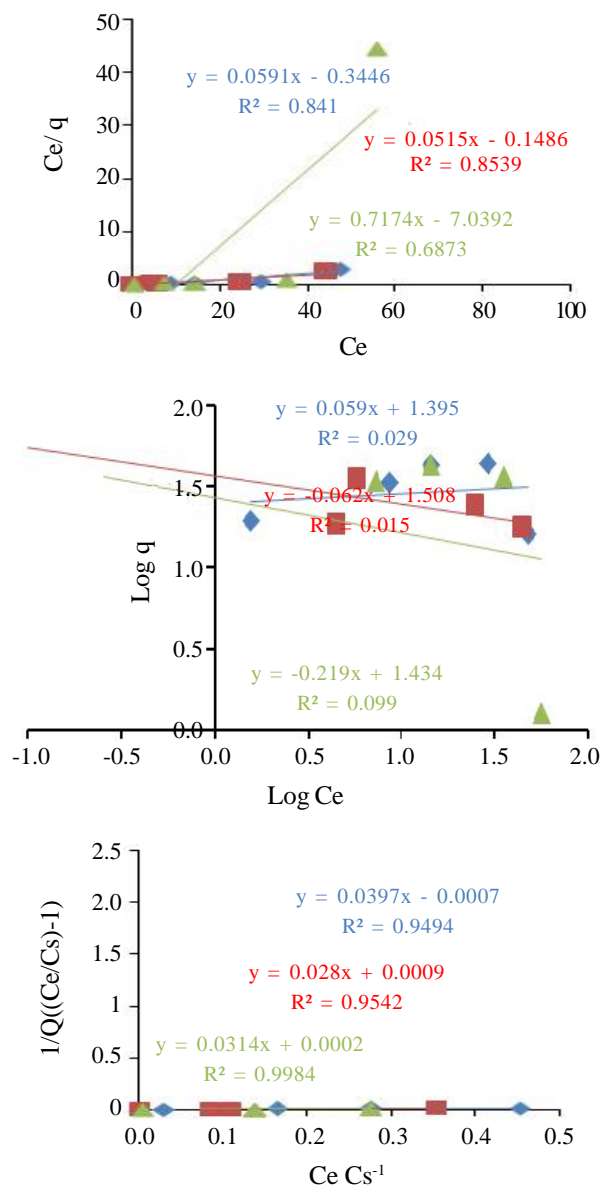 50
40
30
20
10
0
Ce/ q
y = 0.0591x - 0.3446
R² = 0.841
y = 0.0515x - 0.1486
R² = 0.8539
y = 0.7174x - 7.0392
R² = 0.6873
0 20 40 60 80 100
Ce
2.0
1.5
1.0
0.5
0.0
Log q
y = 0.059x + 1.395
R² = 0.029
y = -0.062x + 1.508
R² = 0.015
y = -0.219x + 1.434
R² = 0.099
-1.0 -0.5 0.0 0.5 1.0 1.5 2.0
Log Ce
2.5
2.0
1.5
1
0.5
0
1/Q((Ce/Cs)-1)
y = 0.0397x - 0.0007
R² = 0.9494
y = 0.028x + 0.0009
R² = 0.9542
y = 0.0314x + 0.0002
R² = 0.9984
0.0 0.1 0.2 0.3 0.4 0.5
Ce Cs⁻¹